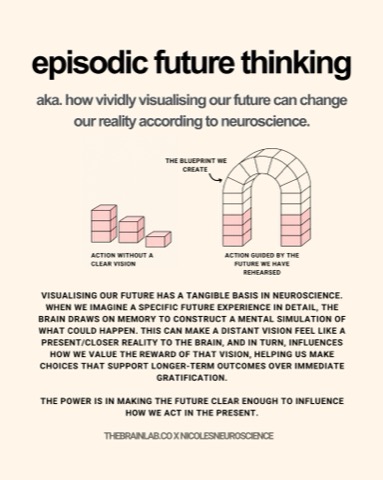 episodic future thinking
aka. how vividly visualising our future can change
our reality according to neuroscience.
THE BLUEPRINT WE
CREATE
ACTION WITHOUT A
CLEAR VISION
ACTION GUIDED BY THE
FUTURE WE HAVE
REHEARSED
VISUALISING OUR FUTURE HAS A TANGIBLE BASIS IN NEUROSCIENCE.
WHEN WE IMAGINE A SPECIFIC FUTURE EXPERIENCE IN DETAIL, THE
BRAIN DRAWS ON MEMORY TO CONSTRUCT A MENTAL SIMULATION OF
WHAT COULD HAPPEN. THIS CAN MAKE A DISTANT VISION FEEL LIKE A
PRESENT/CLOSER REALITY TO THE BRAIN, AND IN TURN, INFLUENCES
HOW WE VALUE THE REWARD OF THAT VISION, HELPING US MAKE
CHOICES THAT SUPPORT LONGER-TERM OUTCOMES OVER IMMEDIATE
GRATIFICATION.
THE POWER IS IN MAKING THE FUTURE CLEAR ENOUGH TO INFLUENCE
HOW WE ACT IN THE PRESENT.
THEBRAINLAB.CO X NICOLESNEUROSCIENCE